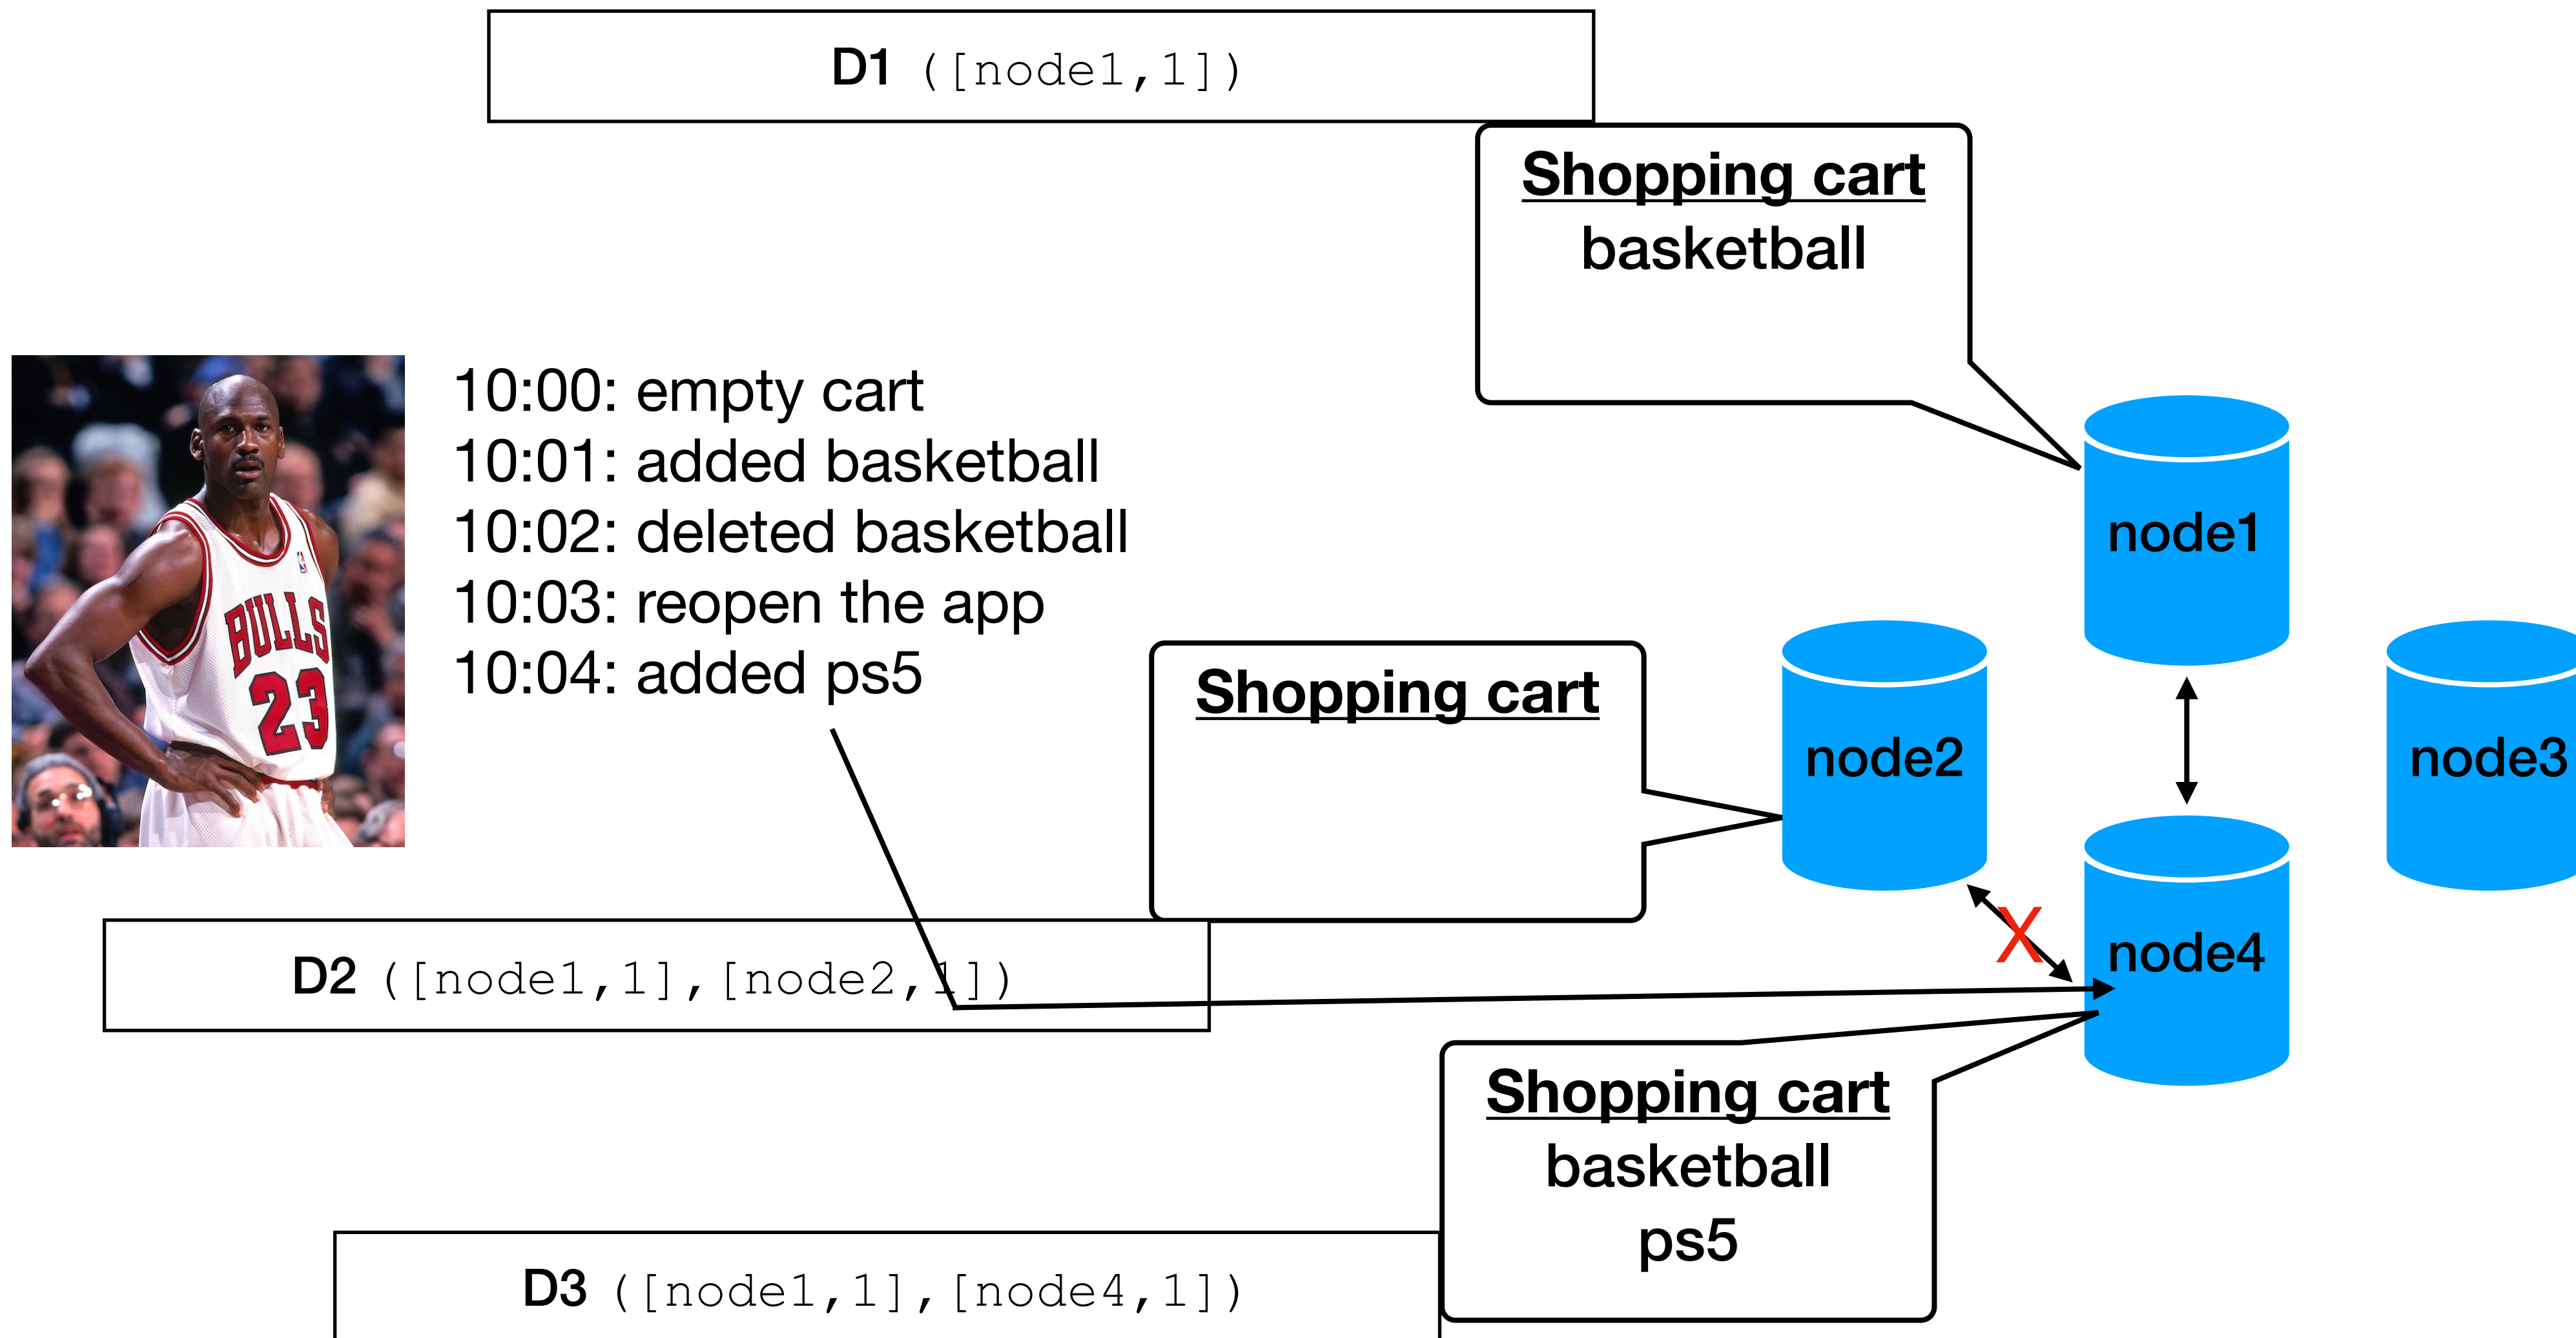 D1 ([node1,1])
Shopping cart
basketball
10:00: empty cart
10:01: added basketball
10:02: deleted basketball
10:03: reopen the app
10:04: added ps5
BULLS
23
node1
Shopping cart
node2
node3
X
node4
D2 ([node1,1],[node2,1])
Shopping cart
basketball
ps5
D3 ([node1,1],[node4,1])